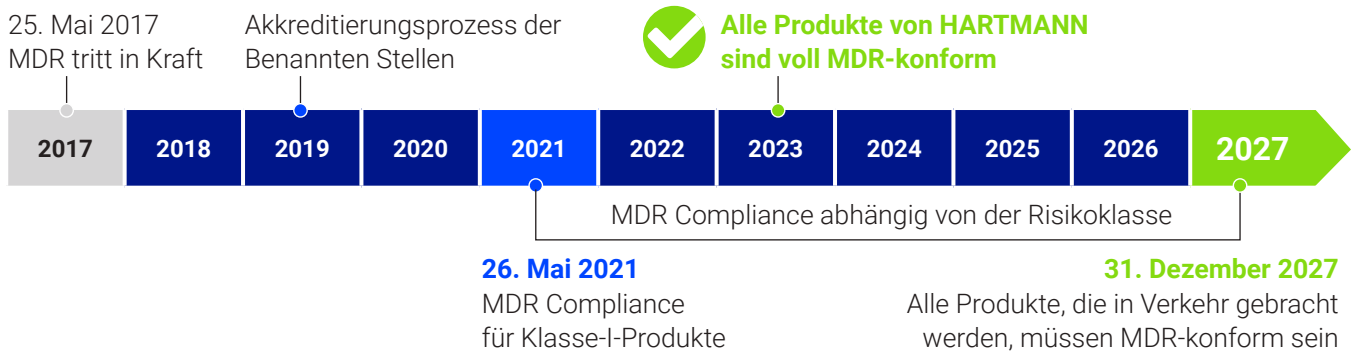 25. Mai 2017
MDR tritt in Kraft
Akkreditierungsprozess der
Benannten Stellen
Alle Produkte von HARTMANN
sind voll MDR-konform
2017
2018
2019
2020
2021
2022
2023
2024
2025
2026
2027
MDR Compliance abhängig von der Risikoklasse
26. Mai 2021
MDR Compliance
für Klasse-I-Produkte
31. Dezember 2027
Alle Produkte, die in Verkehr gebracht
werden, müssen MDR-konform sein